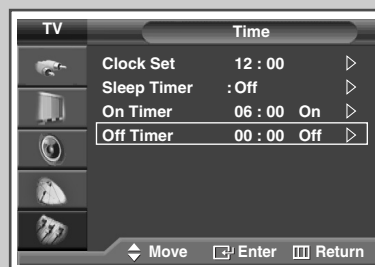 TV
Time
Clock Set 12 : 00
Sleep Timer : Off
On Timer 06 : 00 On
Off Timer 00 : 00 Off
Move Enter Return